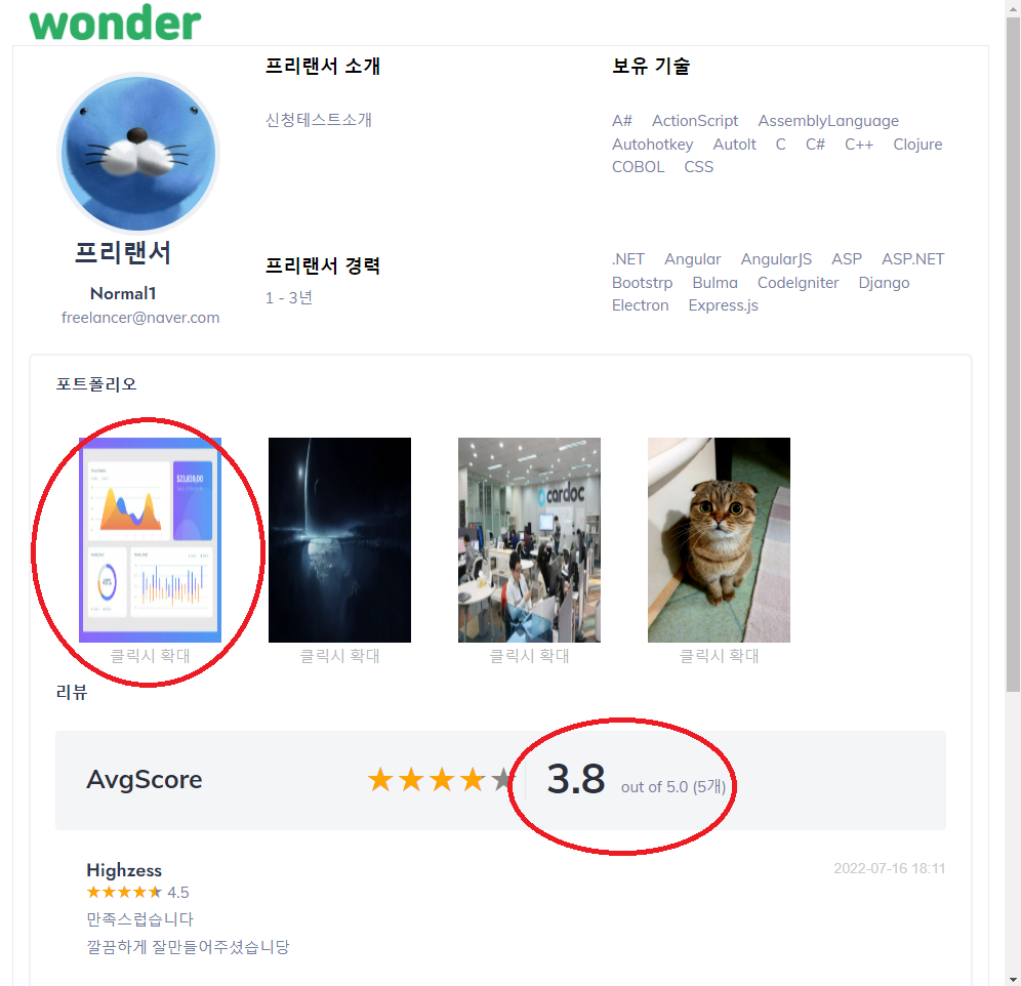 wonder
프리랜서
Normal1
freelancer@naver.com
프리랜서 소개
신청테스트소개
프리랜서 경력
1 - 3년
보유 기술
A# ActionScript AssemblyLanguage
Autohotkey AutoIt C C# C++ Clojure
COBOL CSS
.NET Angular AngularJS ASP ASP.NET
Bootstrp Bulma CodeIgniter Django
Electron Express.js
포트폴리오
cardoc
클릭시 확대 클릭시 확대 클릭시 확대 클릭시 확대
리뷰
AvgScore 3.8 out of 5.0 (5개)
Highzess 2022-07-16 18:11
4.5
만족스럽습니다
깔끔하게 잘만들어주셨습니당